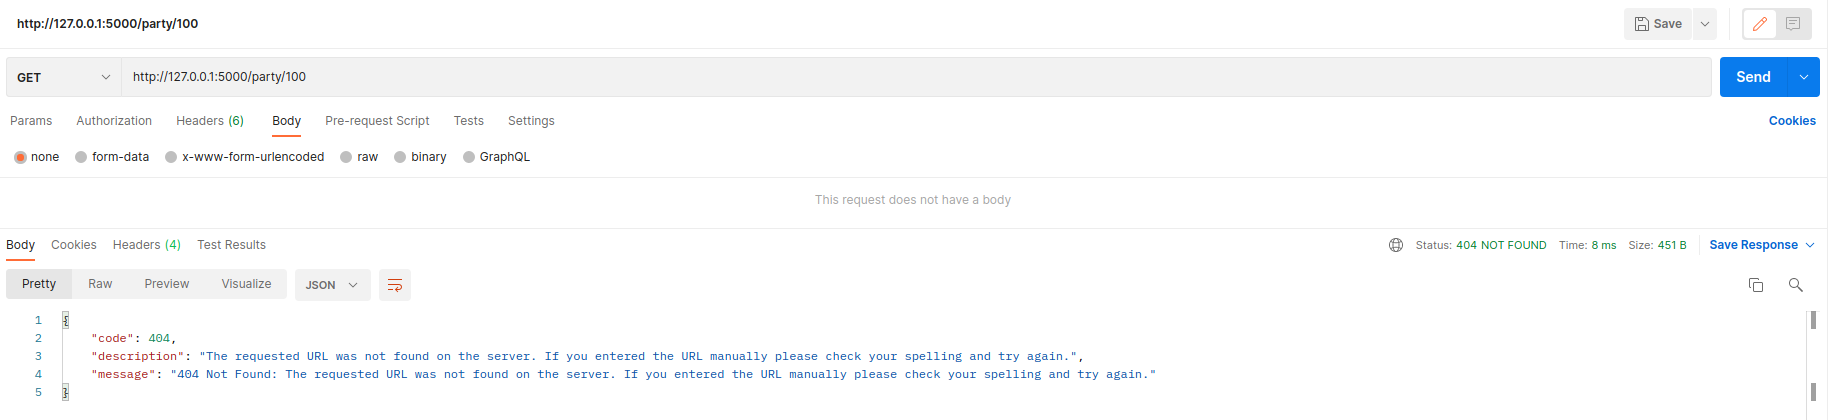 http://127.0.0.1:5000/party/100 Save
GET http://127.0.0.1:5000/party/100 Send
Params Authorization Headers (6) Body Pre-request Script Tests Settings Cookies
none form-data x-www-form-urlencoded raw binary GraphQL
This request does not have a body
Body Cookies Headers (4) Test Results Status: 404 NOT FOUND Time: 8 ms Size: 451 B Save Response
Pretty Raw Preview Visualize JSON
1 {
2 "code": 404,
3 "description": "The requested URL was not found on the server. If you entered the URL manually please check your spelling and try again.",
4 "message": "404 Not Found: The requested URL was not found on the server. If you entered the URL manually please check your spelling and try again."
5 }